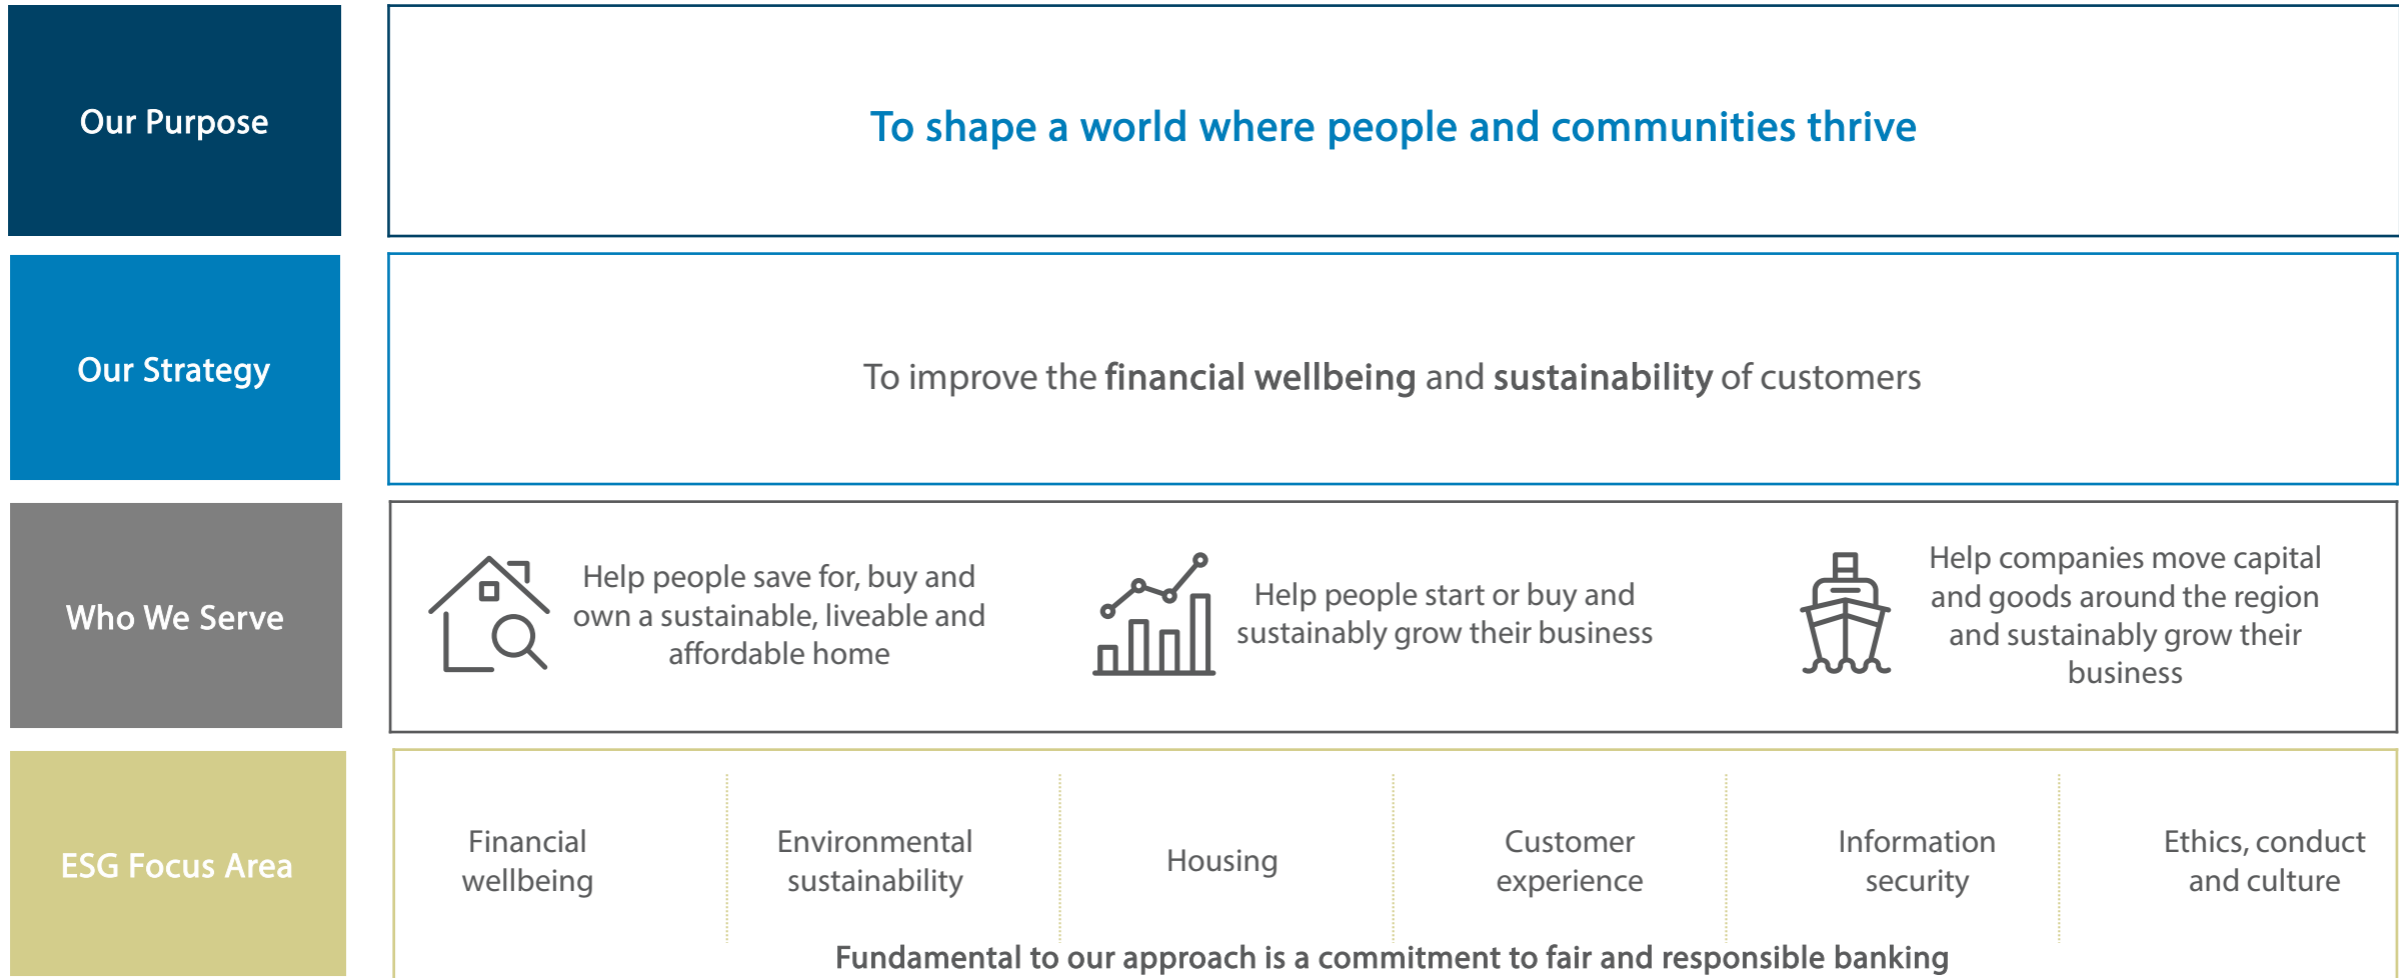 Our Purpose
To shape a world where people and communities thrive
Our Strategy
To improve the financial wellbeing and sustainability of customers
Who We Serve
Help people save for, buy and
own a sustainable, liveable and
affordable home
Help people start or buy and
sustainably grow their business
Help companies move capital
and goods around the region
and sustainably grow their
business
ESG Focus Area
Financial
wellbeing
Environmental
sustainability
Housing
Customer
experience
Information
security
Ethics, conduct
and culture
Fundamental to our approach is a commitment to fair and responsible banking